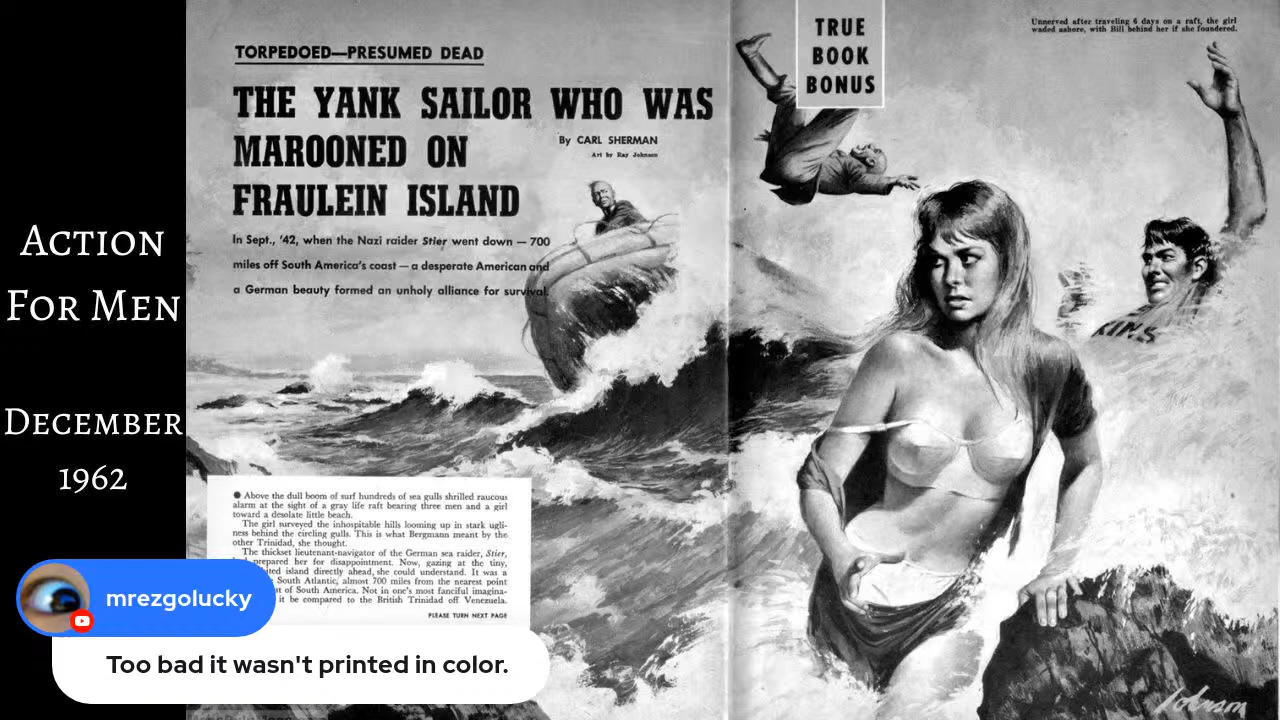 ACTION
FOR MEN
DECEMBER
1962
TORPEDOED—PRESUMED DEAD
THE YANK SAILOR WHO WAS
MAROONED ON
FRAULEIN ISLAND
By CARL SHERMAN
Art by Ray Johnson
In Sept., '42, when the Nazi raider Stier went down — 700
miles off South America's coast — a desperate American and
a German beauty formed an unholy alliance for survival.
TRUE
BOOK
BONUS
Unnerved after traveling 6 days on a raft, the girl
waded ashore, with Bill behind her if she foundered.
KINS
● Above the dull boom of surf hundreds of sea gulls shrilled raucous
alarm at the sight of a gray life raft bearing three men and a girl
toward a desolate little beach.
The girl surveyed the inhospitable hills looming up in stark ugli-
ness behind the circling gulls. This is what Bergmann meant by the
other Trinidad, she thought.
The thickset lieutenant-navigator of the German sea raider, Stier,
prepared her for disappointment. Now, gazing at the tiny,
island directly ahead, she could understand. It was a
South Atlantic, almost 700 miles from the nearest point
of South America. Not in one's most fanciful imagina-
it be compared to the British Trinidad off Venezuela.
PLEASE TURN NEXT PAGE
Johnson
mrezgolucky
Too bad it wasn't printed in color.